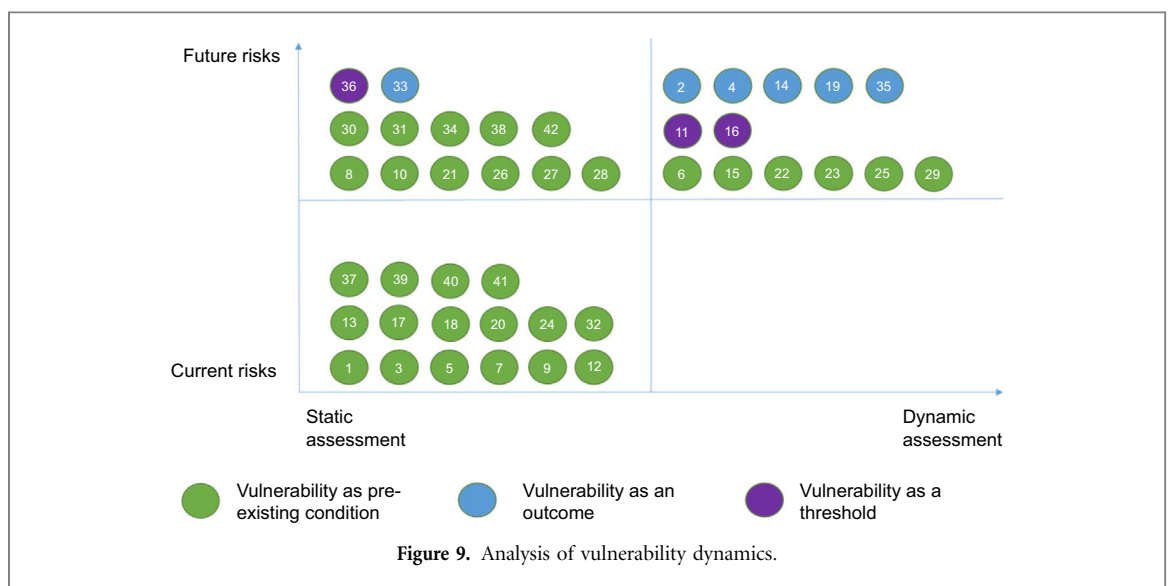 Future risks
36 33 2 4 14 19 35
30 31 34 38 42 11 16
8 10 21 26 27 28 6 15 22 23 25 29
37 39 40 41
13 17 18 20 24 32
Current risks
1 3 5 7 9 12
Static
assessment
Dynamic
assessment
Vulnerability as pre-
existing condition
Vulnerability as an
outcome
Vulnerability as a
threshold
Figure 9. Analysis of vulnerability dynamics.